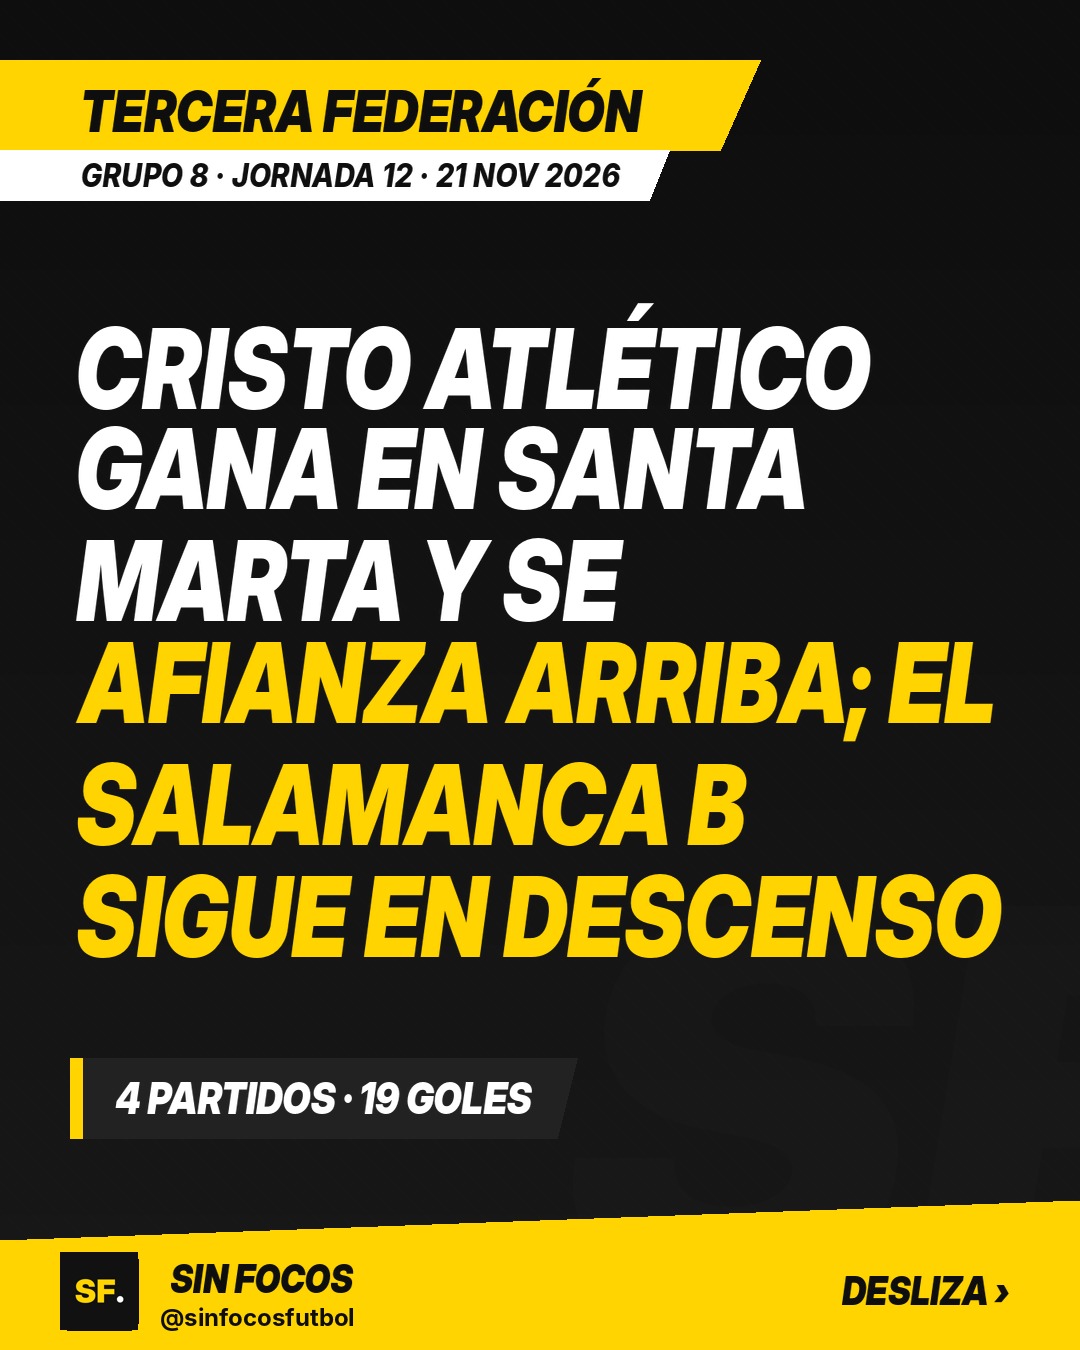 TERCERA FEDERACIÓN
GRUPO 8 · JORNADA 12 · 21 NOV 2026
CRISTO ATLÉTICO
GANA EN SANTA
MARTA Y SE
AFIANZA ARRIBA; EL
SALAMANCA B
SIGUE EN DESCENSO
4 PARTIDOS · 19 GOLES
SF.
SIN FOCOS
@sinfocosfutbol
DESLIZA ›
SF